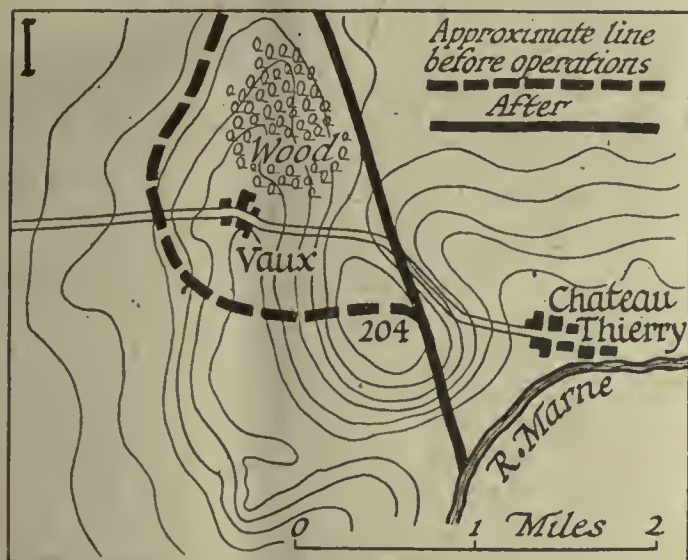 I
Approximate line
before operations
After
Wood
Vaux
204
Chateau
Thierry
R. Marne
0 1 Miles 2